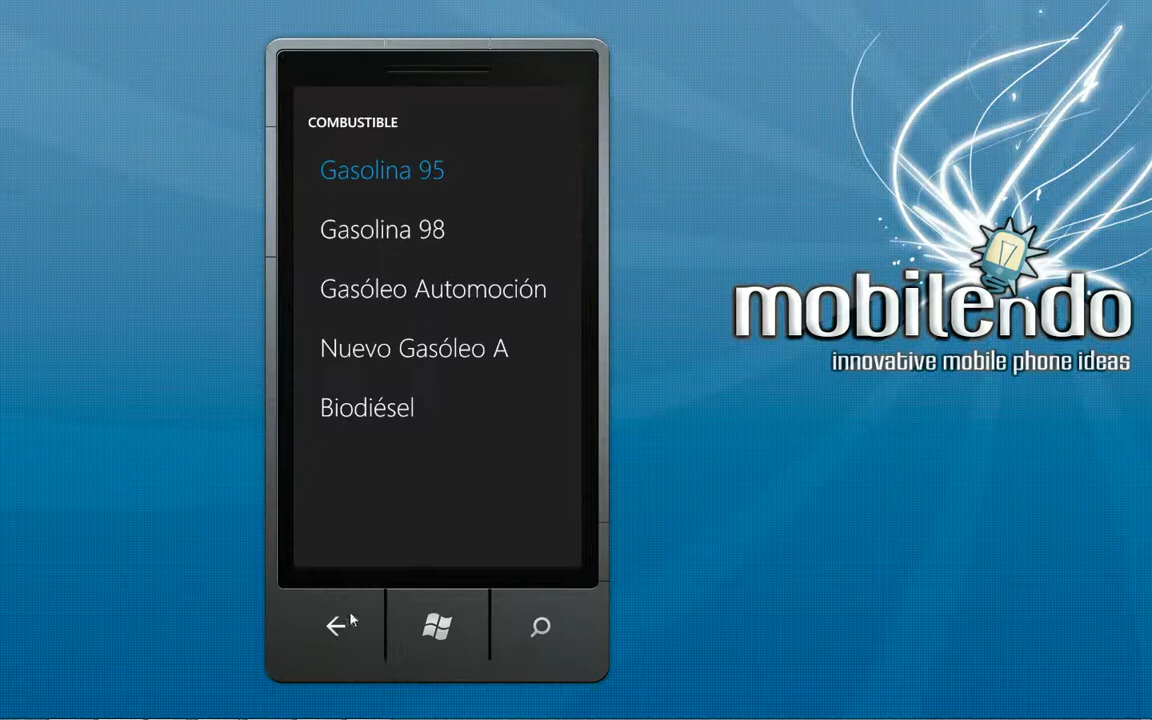 COMBUSTIBLE
Gasolina 95
Gasolina 98
Gasóleo Automoción
Nuevo Gasóleo A
Biodiésel
mobilendo
innovative mobile phone ideas